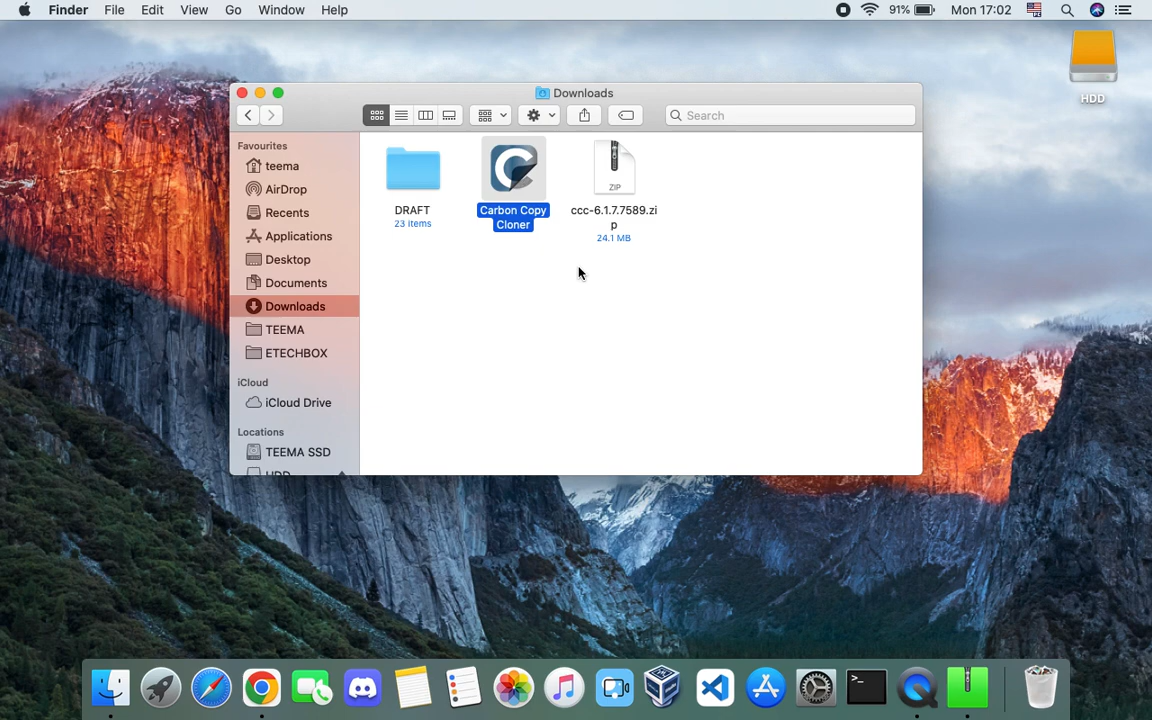 Finder File Edit View Go Window Help 91% Mon 17:02
HDD
Downloads
Search
Favourites
teema
AirDrop
Recents
Applications
Desktop
Documents
Downloads
TEEMA
ETECHBOX
iCloud
iCloud Drive
Locations
TEEMA SSD
HDD
DRAFT
23 items
Carbon Copy
Cloner
ZIP
ccc-6.1.7.7589.zi
p
24.1 MB
>_